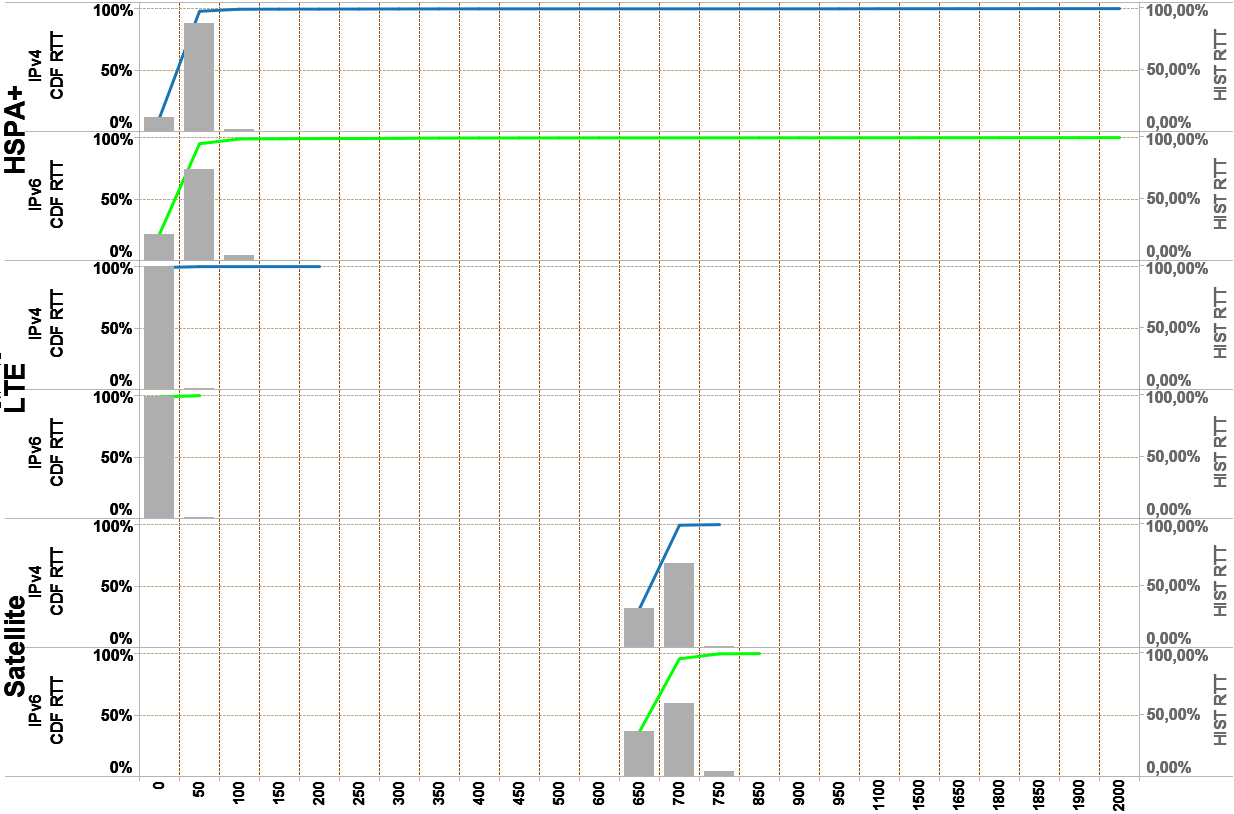 HSPA+
IPv4
CDF RTT
100%
50%
0%
100,00%
50,00%
0,00%
HIST RTT
IPv6
CDF RTT
100%
50%
0%
100,00%
50,00%
0,00%
HIST RTT
LTE
IPv4
CDF RTT
100%
50%
0%
100,00%
50,00%
0,00%
HIST RTT
IPv6
CDF RTT
100%
50%
0%
100,00%
50,00%
0,00%
HIST RTT
Satellite
IPv4
CDF RTT
100%
50%
0%
100,00%
50,00%
0,00%
HIST RTT
IPv6
CDF RTT
100%
50%
0%
100,00%
50,00%
0,00%
HIST RTT
0 50 100 150 200 250 300 350 400 450 500 550 600 650 700 750 850 900 950 1100 1500 1650 1800 1850 1900 2000